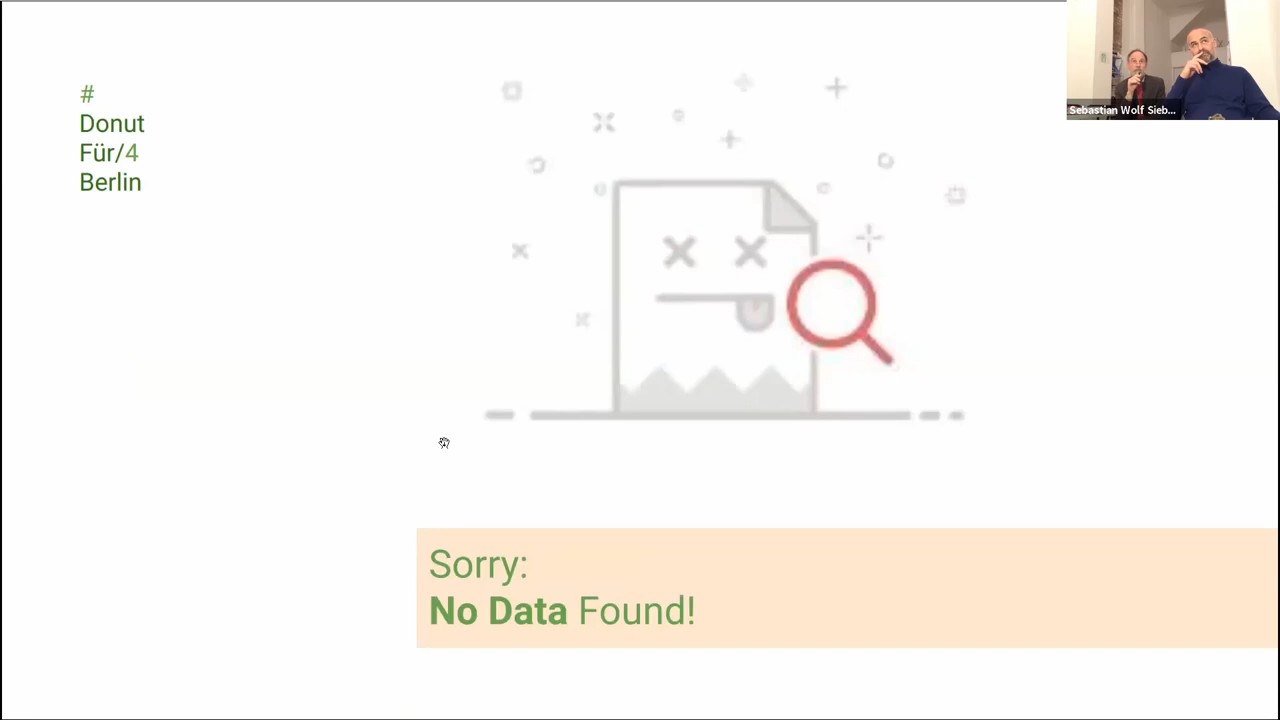 #
Donut
Für/4
Berlin
Sebastian Wolf Sieb...
Sorry:
No Data Found!